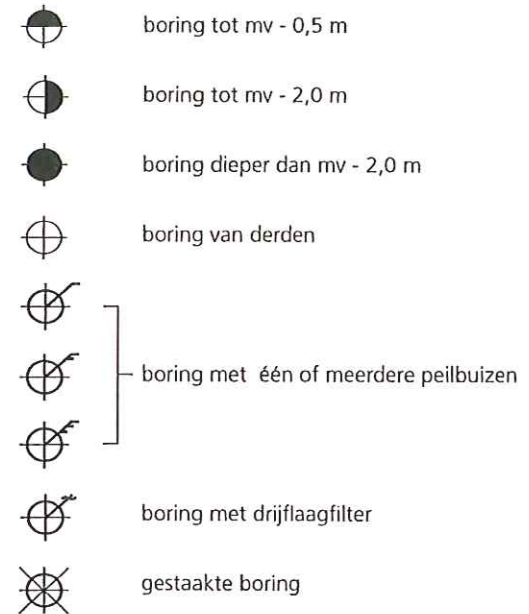 boring tot mv - 0,5 m
boring tot mv - 2,0 m
boring dieper dan mv - 2,0 m
boring van derden
boring met één of meerdere peilbuizen
boring met drijflaagfilter
gestaakte boring